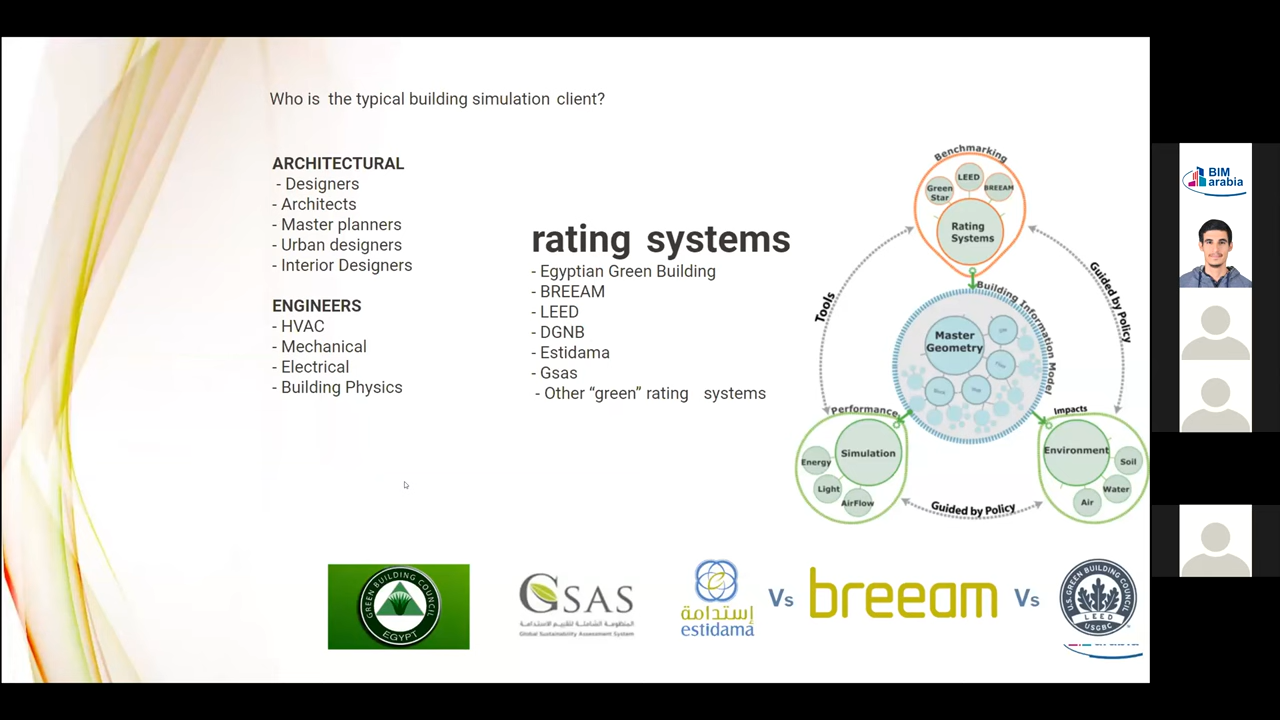 Who is the typical building simulation client?
ARCHITECTURAL
- Designers
- Architects
- Master planners
- Urban designers
- Interior Designers
ENGINEERS
- HVAC
- Mechanical
- Electrical
- Building Physics
rating systems
- Egyptian Green Building
- BREEAM
- LEED
- DGNB
- Estidama
- Gsas
- Other “green” rating systems
Benchmarking
LEED
Green
Star
BREEAM
Rating
Systems
Tools
Guided by Policy
Building Information Model
Master
Geometry
Performance
Simulation
Energy
Light
AirFlow
Impacts
Environment
Soil
Water
Air
Guided by Policy
GREEN BUILDING COUNCIL
EGYPT
GSAS
المنظومة الشاملة لتقييم الاستدامة
Global Sustainability Assessment System
إستدامة
estidama
Vs
breeam
Vs
U.S. GREEN BUILDING COUNCIL
LEED
USGBC
BIM
arabia